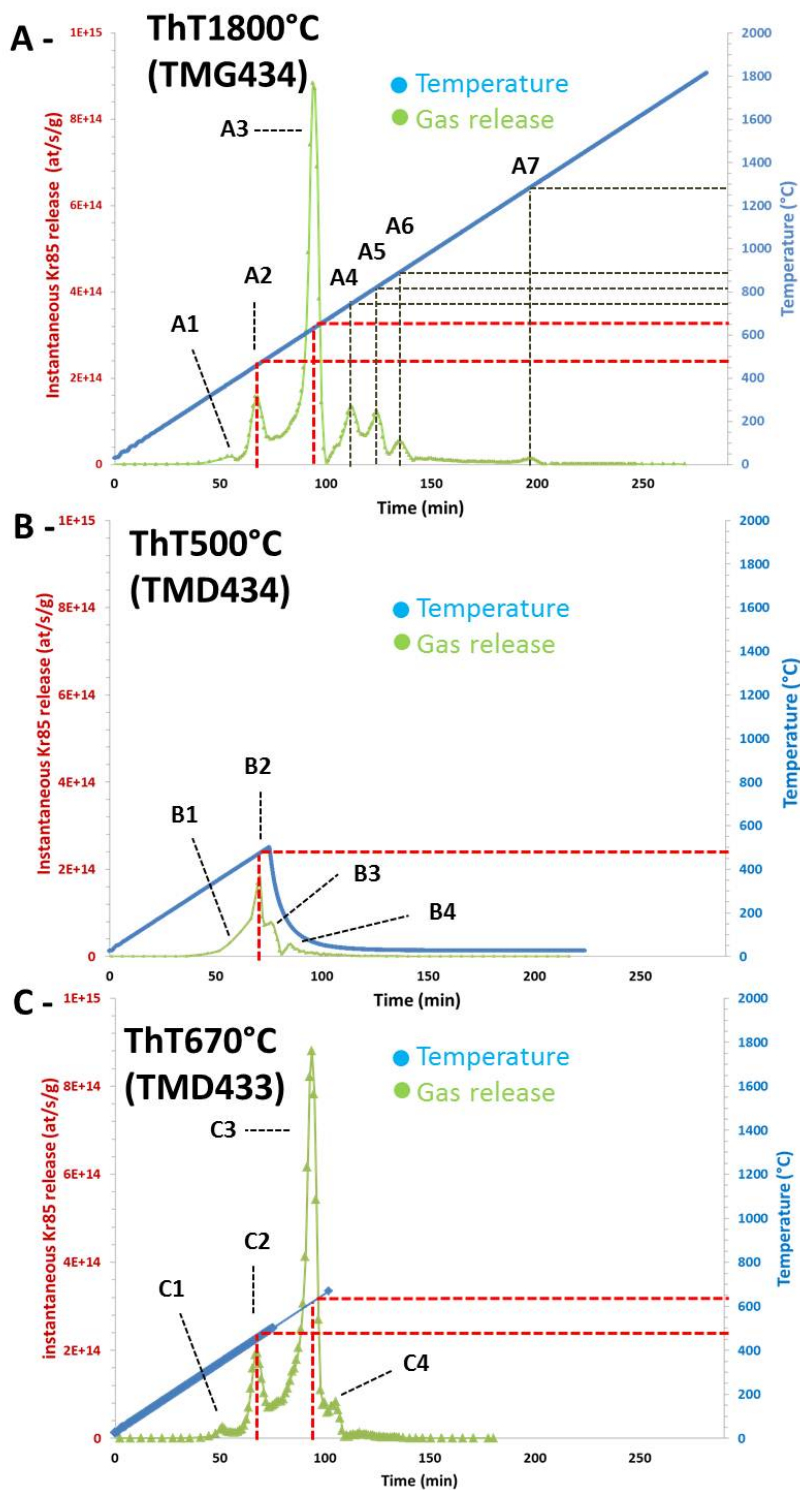 A -
ThT1800°C
(TMG434)
Temperature
Gas release
A1
A2
A3
A4
A5
A6
A7
Instantaneous Kr85 release (at/s/g)
1E+15
8E+14
6E+14
4E+14
2E+14
0
Temperature (°C)
2000
1800
1600
1400
1200
1000
800
600
400
200
0
0 50 100 150 200 250
Time (min)
B -
ThT500°C
(TMD434)
Temperature
Gas release
B1
B2
B3
B4
Instantaneous Kr85 release (at/s/g)
1E+15
8E+14
6E+14
4E+14
2E+14
0
Temperature (°C)
2000
1800
1600
1400
1200
1000
800
600
400
200
0
0 50 100 150 200 250
Time (min)
C -
ThT670°C
(TMD433)
Temperature
Gas release
C1
C2
C3
C4
instantaneous Kr85 release (at/s/g)
1E+15
8E+14
6E+14
4E+14
2E+14
0
Temperature (°C)
2000
1800
1600
1400
1200
1000
800
600
400
200
0
0 50 100 150 200 250
Time (min)